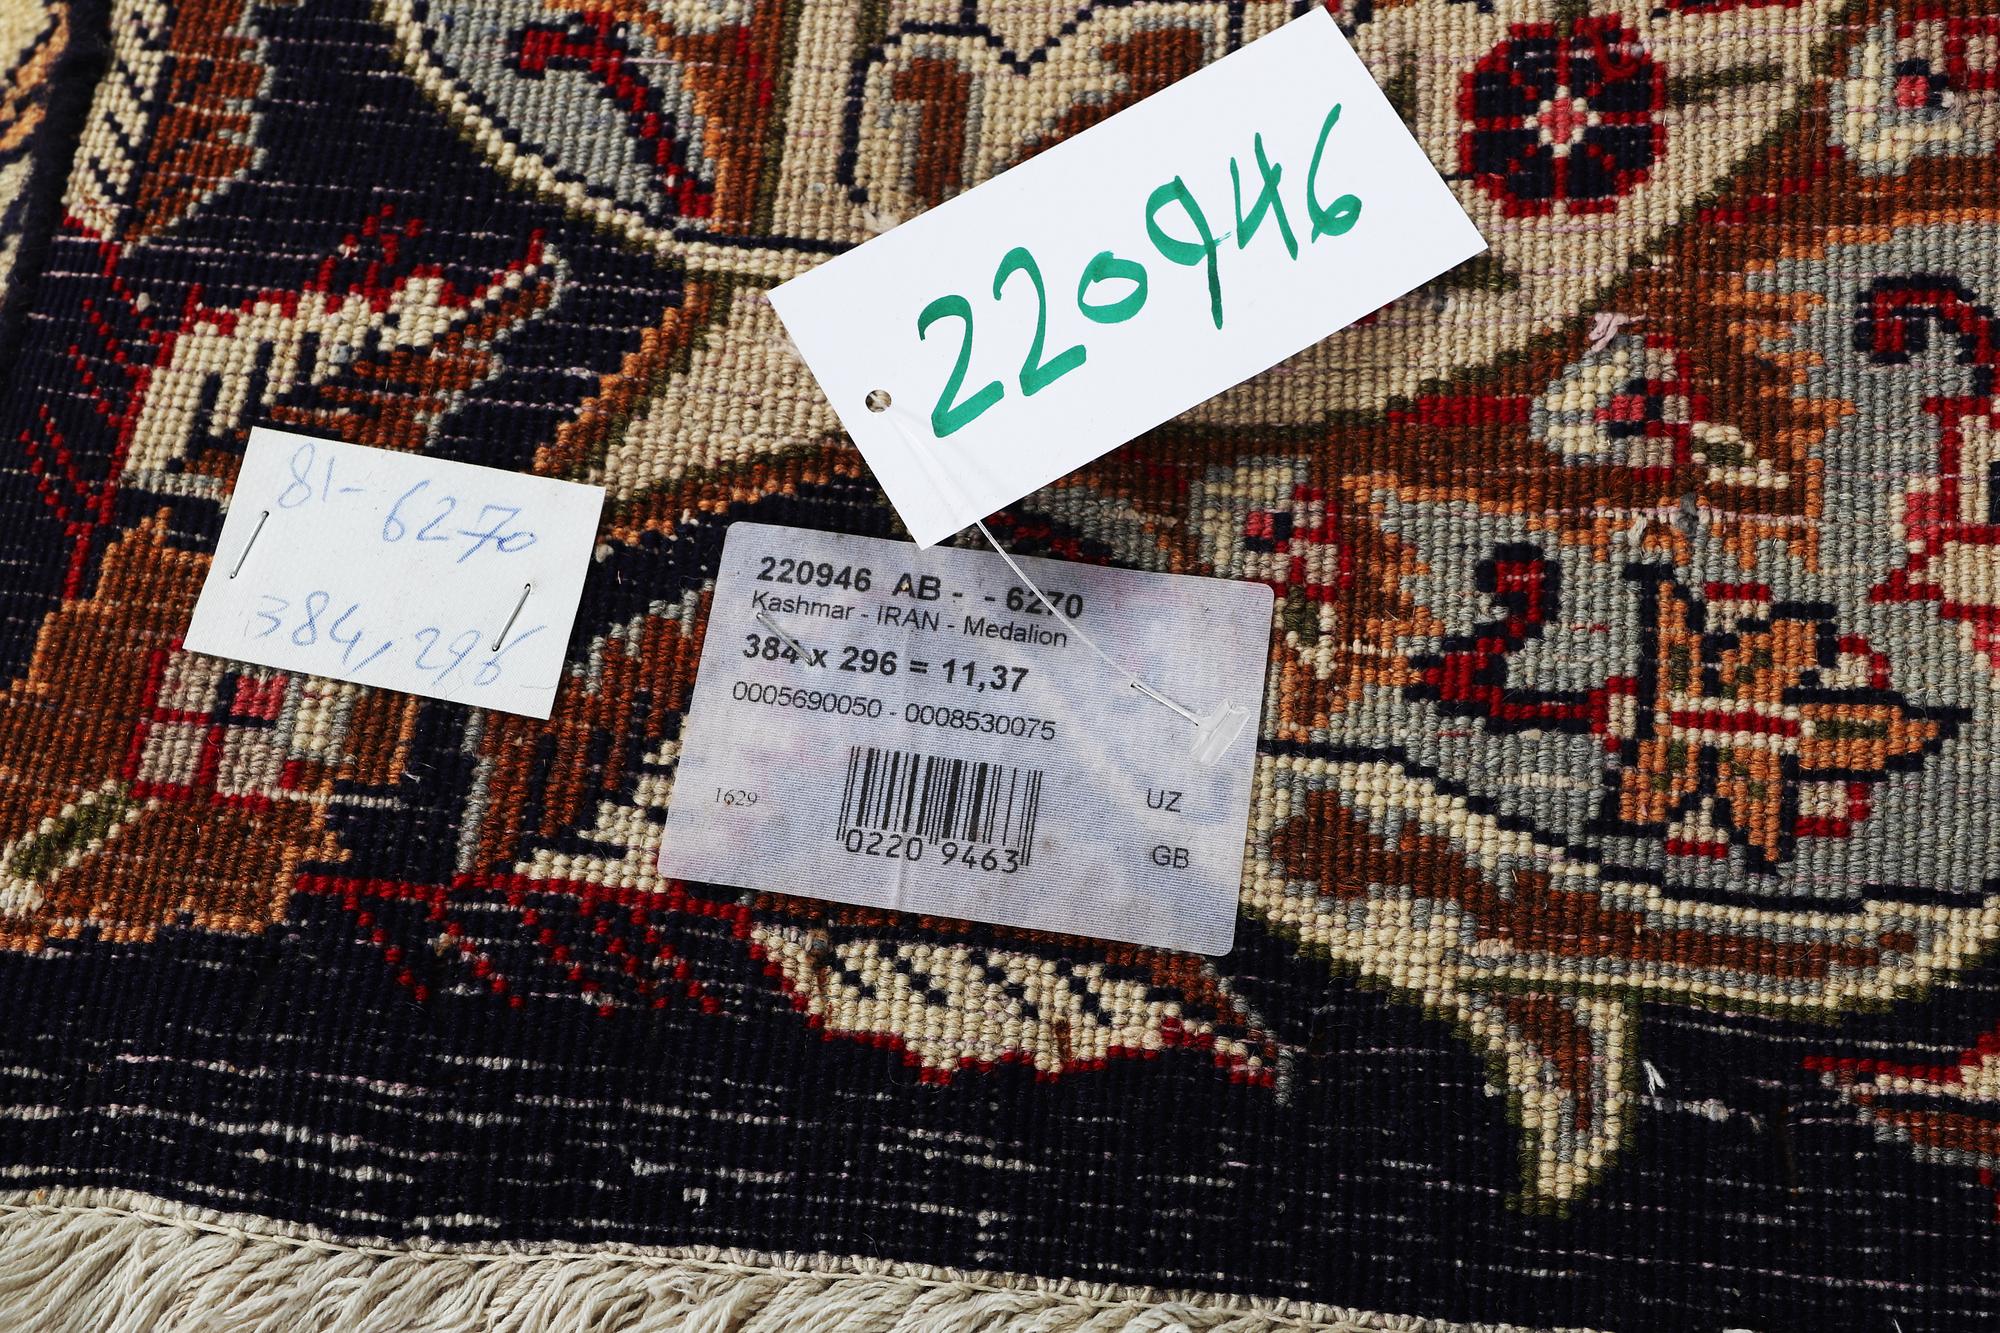 220946
81-6270
384,296
220946 AB - - 6270
Kashmar - IRAN - Medalion
384 x 296 = 11,37
0005690050 - 0008530075
1629
UZ
0220 9463
GB